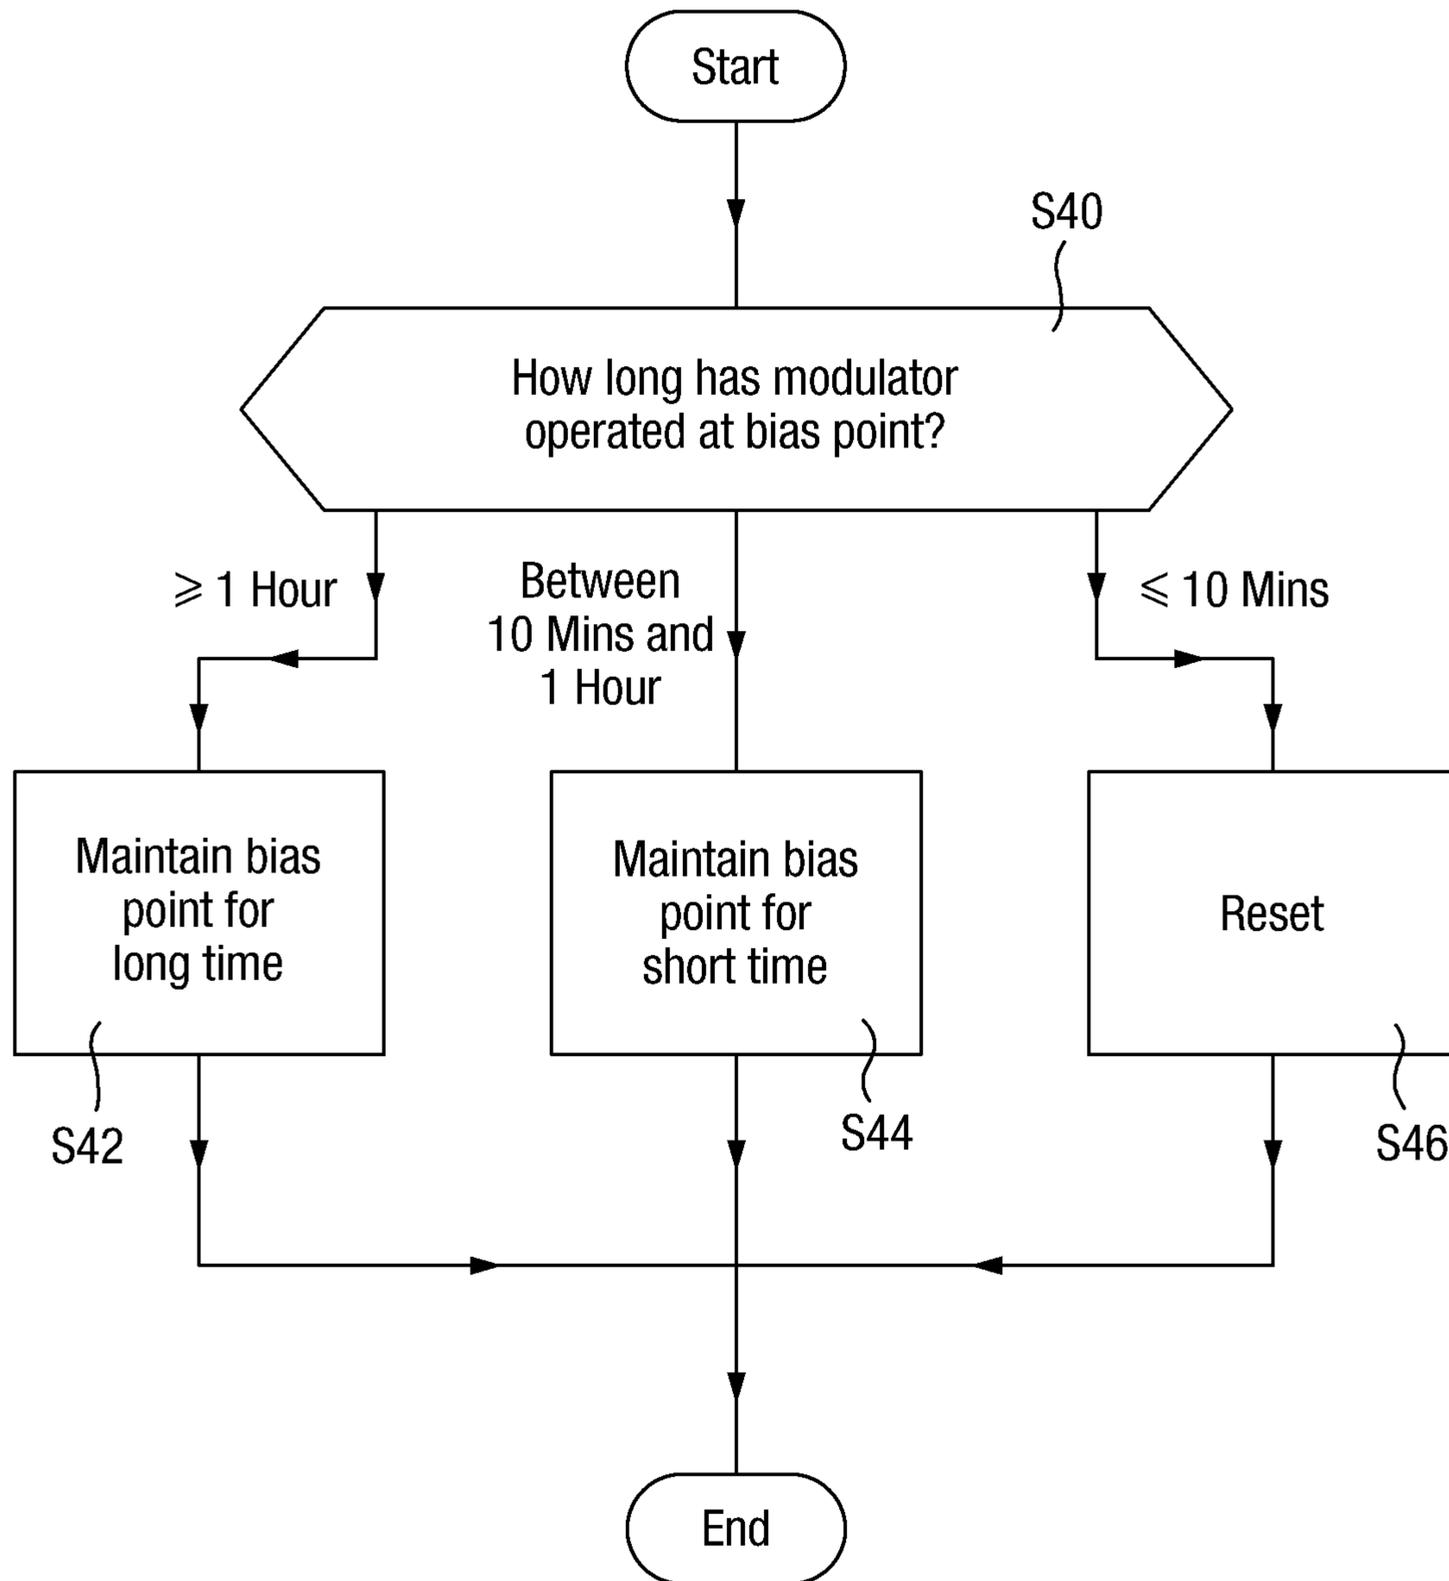 Start
S40
How long has modulator
operated at bias point?
⩾ 1 Hour
Between
10 Mins and
1 Hour
⩽ 10 Mins
Maintain bias
point for
long time
Maintain bias
point for
short time
Reset
S42
S44
S46
End